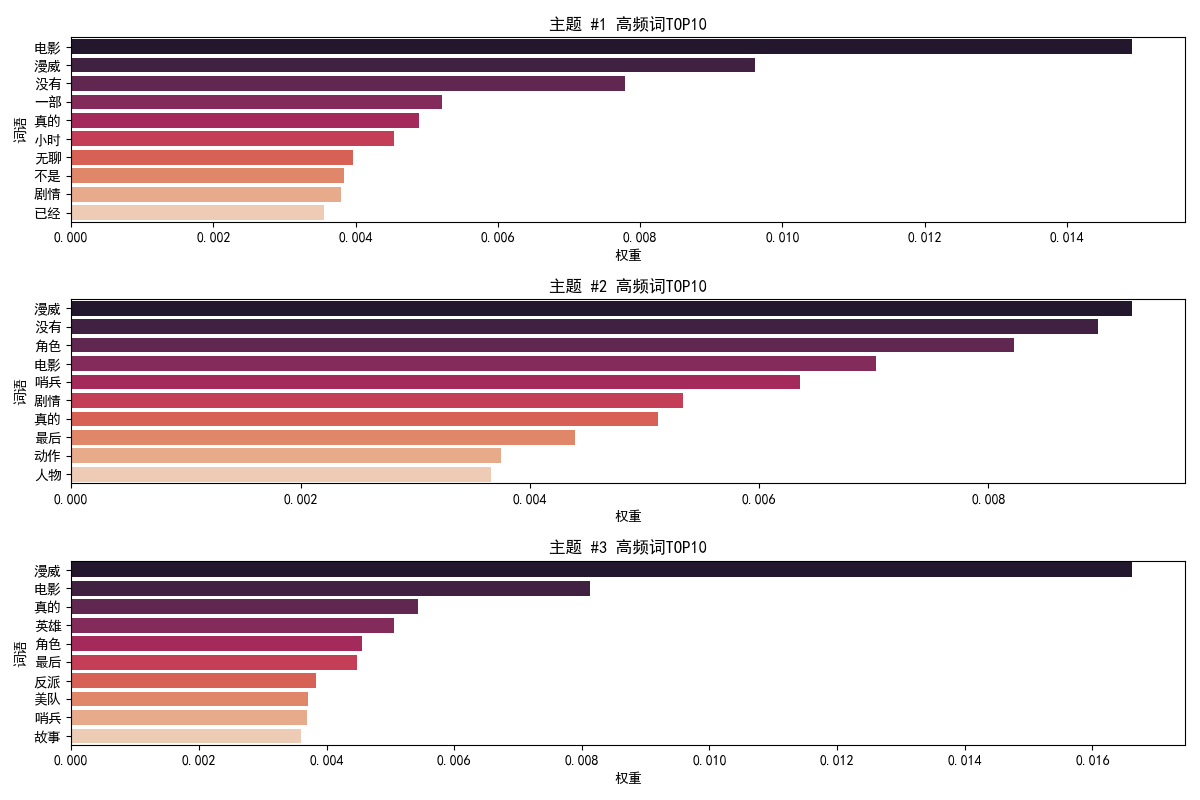 主题 #1 高频词TOP10
词语
电影
漫威
没有
一部
真的
小时
无聊
不是
剧情
已经
0.000 0.002 0.004 0.006 0.008 0.010 0.012 0.014
权重
主题 #2 高频词TOP10
词语
漫威
没有
角色
电影
哨兵
剧情
真的
最后
动作
人物
0.000 0.002 0.004 0.006 0.008
权重
主题 #3 高频词TOP10
词语
漫威
电影
真的
英雄
角色
最后
反派
美队
哨兵
故事
0.000 0.002 0.004 0.006 0.008 0.010 0.012 0.014 0.016
权重